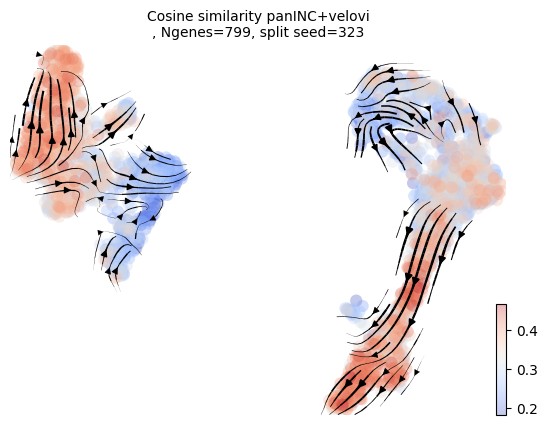 Cosine similarity panINC+velovi
, Ngenes=799, split seed=323
0.4
0.3
0.2